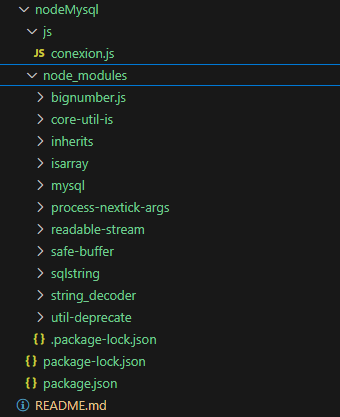 nodeMysql
js
JS conexion.js
node_modules
bignumber.js
core-util-is
inherits
isarray
mysql
process-nextick-args
readable-stream
safe-buffer
sqlstring
string_decoder
util-deprecate
{} .package-lock.json
{} package-lock.json
{} package.json
README.md